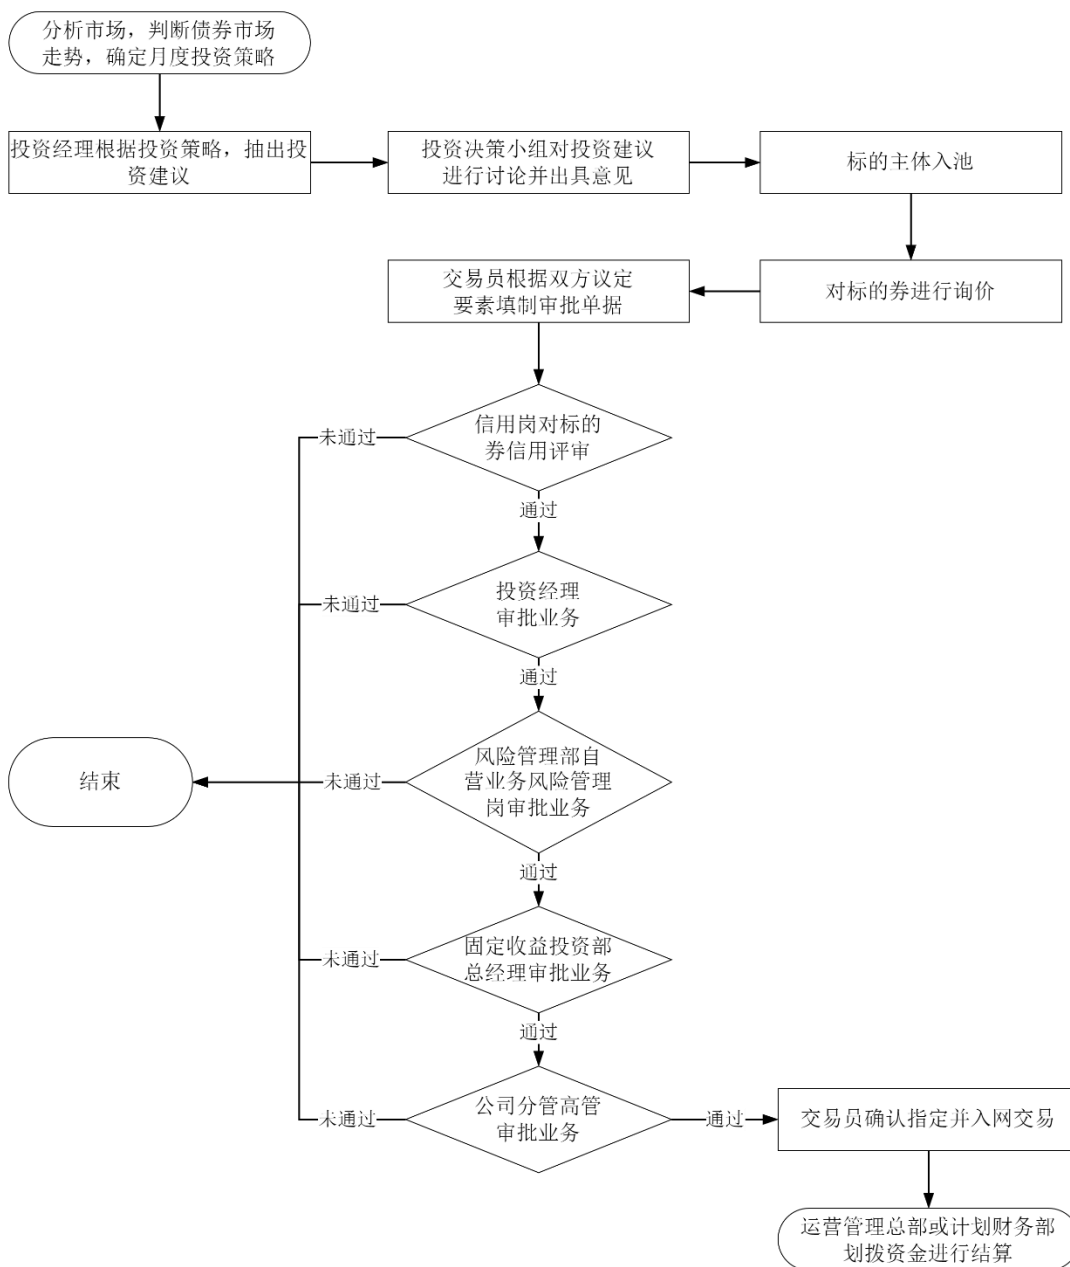 分析市场，判断债券市场
走势，确定月度投资策略
投资经理根据投资策略，抽出投
资建议
投资决策小组对投资建议
进行讨论并出具意见
标的主体入池
交易员根据双方议定
要素填制审批单据
对标的券进行询价
信用岗对标的
券信用评审
未通过
通过
投资经理
审批业务
未通过
通过
风险管理部自
营业务风险管理
岗审批业务
结束
未通过
通过
固定收益投资部
总经理审批业务
未通过
通过
公司分管高管
审批业务
未通过
通过
交易员确认指定并入网交易
运营管理总部或计划财务部
划拨资金进行结算